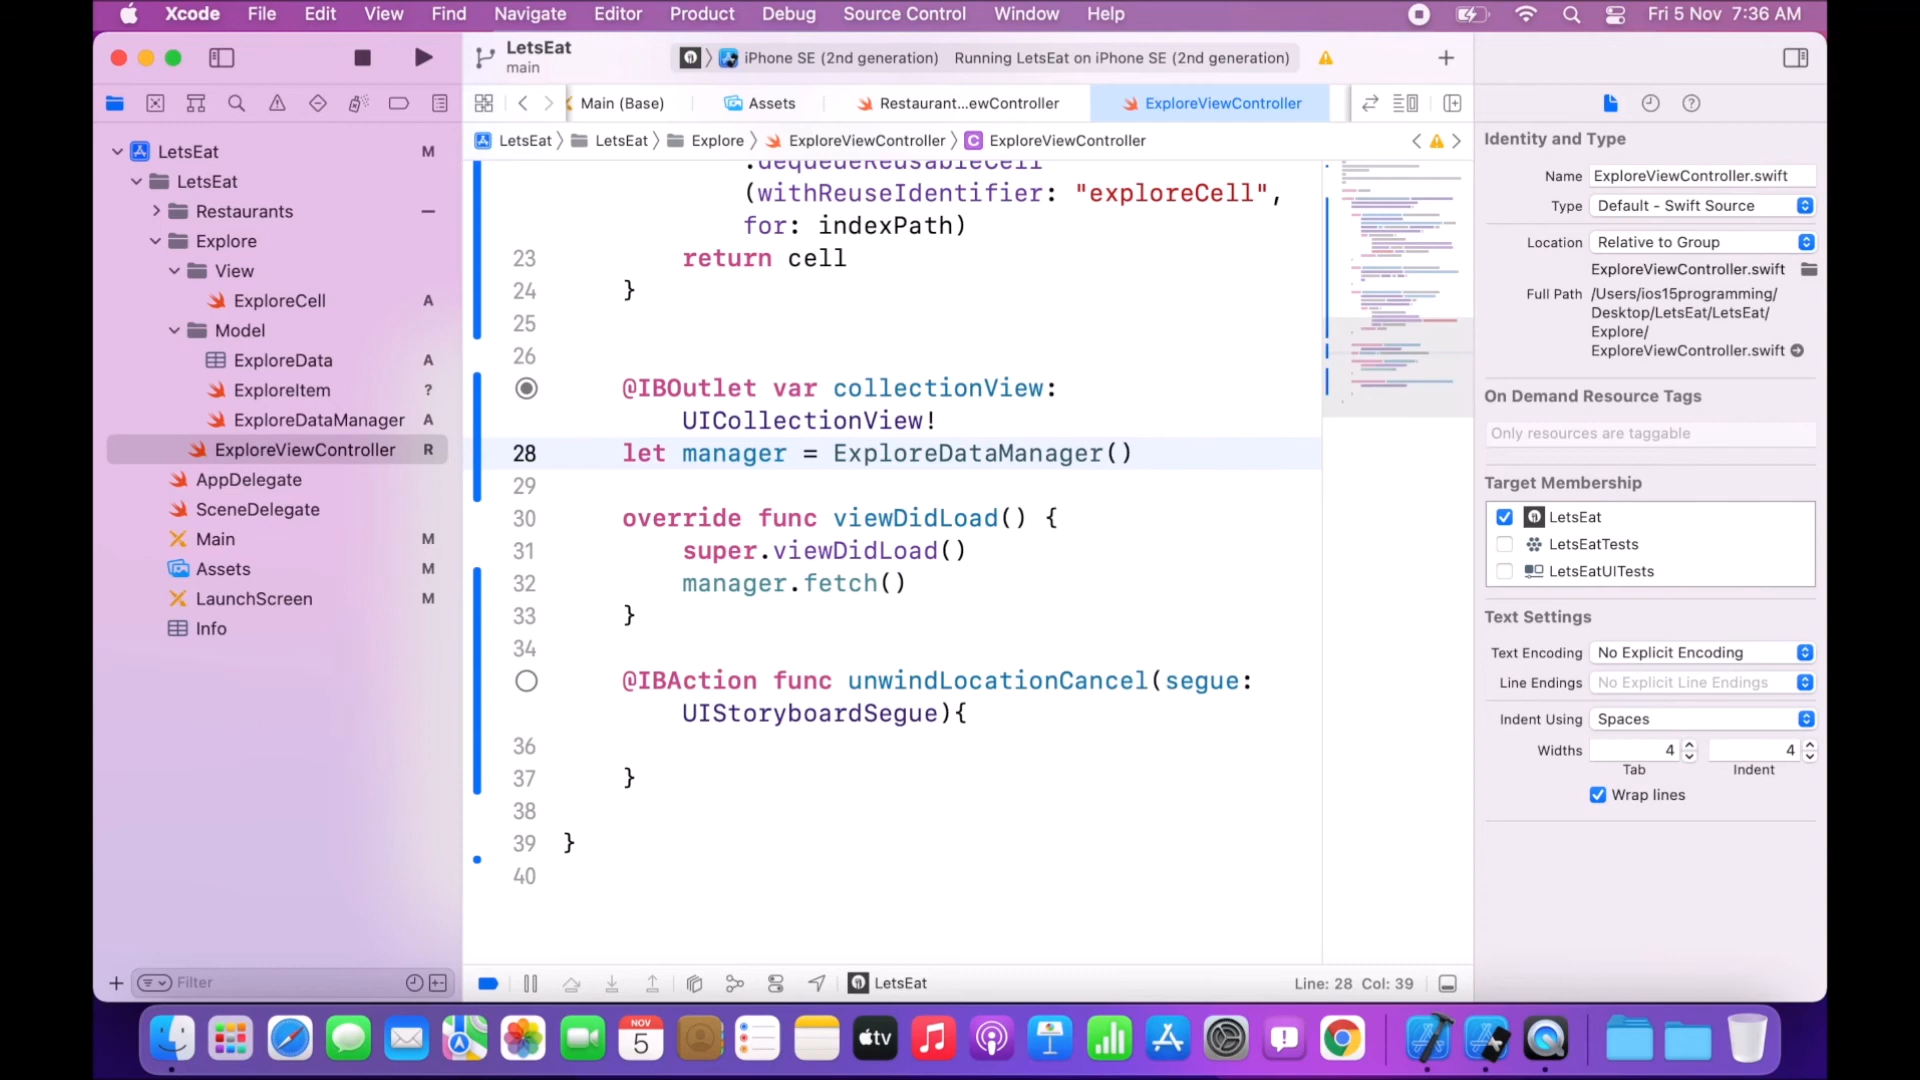 Xcode File Edit View Find Navigate Editor Product Debug Source Control Window Help Fri 5 Nov 7:36 AM
LetsEat
main
iPhone SE (2nd generation) Running LetsEat on iPhone SE (2nd generation)
Main (Base) Assets Restaurant...ewController ExploreViewController
LetsEat LetsEat Explore ExploreViewController C ExploreViewController
LetsEat M
LetsEat
Restaurants
Explore
View
ExploreCell A
Model
ExploreData A
ExploreItem ?
ExploreDataManager A
ExploreViewController R
AppDelegate
SceneDelegate
Main M
Assets M
LaunchScreen M
Info
Filter
.dequeueReusableCell
(withReuseIdentifier: "exploreCell",
for: indexPath)
23 return cell
24 }
25
26
@IBOutlet var collectionView:
UICollectionView!
28 let manager = ExploreDataManager()
29
30 override func viewDidLoad() {
31 super.viewDidLoad()
32 manager.fetch()
33 }
34
@IBAction func unwindLocationCancel(segue:
UIStoryboardSegue){
36
37 }
38
39 }
40
LetsEat Line: 28 Col: 39
Identity and Type
Name ExploreViewController.swift
Type Default - Swift Source
Location Relative to Group
ExploreViewController.swift
Full Path /Users/ios15programming/
Desktop/LetsEat/LetsEat/
Explore/
ExploreViewController.swift
On Demand Resource Tags
Only resources are taggable
Target Membership
LetsEat
LetsEatTests
LetsEatUITests
Text Settings
Text Encoding No Explicit Encoding
Line Endings No Explicit Line Endings
Indent Using Spaces
Widths 4 4
Tab Indent
Wrap lines
NOV
5
tv